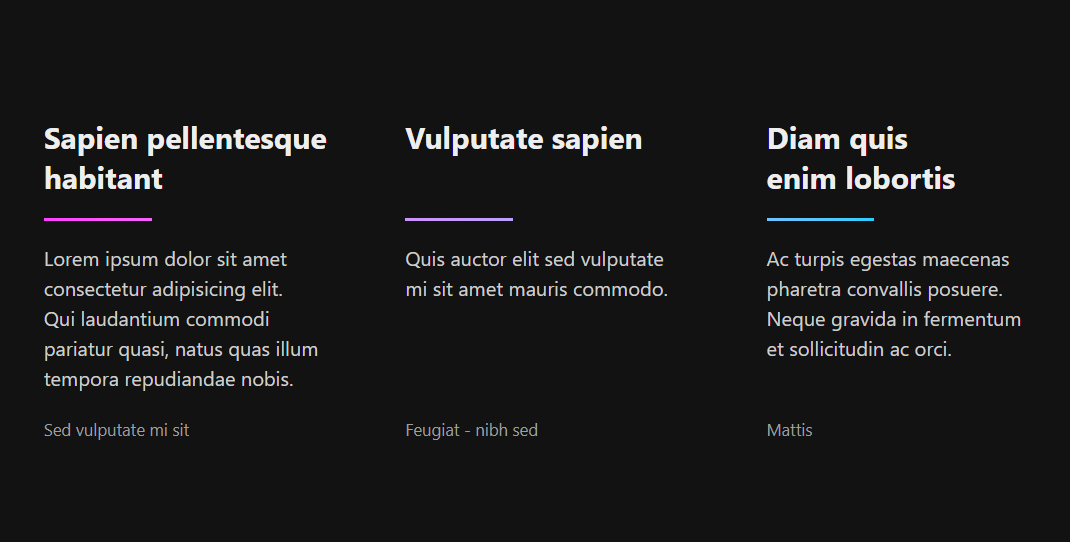 Sapien pellentesque
habitant
Lorem ipsum dolor sit amet
consectetur adipisicing elit.
Qui laudantium commodi
pariatur quasi, natus quas illum
tempora repudiandae nobis.
Sed vulputate mi sit
Vulputate sapien
Quis auctor elit sed vulputate
mi sit amet mauris commodo.
Feugiat - nibh sed
Diam quis
enim lobortis
Ac turpis egestas maecenas
pharetra convallis posuere.
Neque gravida in fermentum
et sollicitudin ac orci.
Mattis